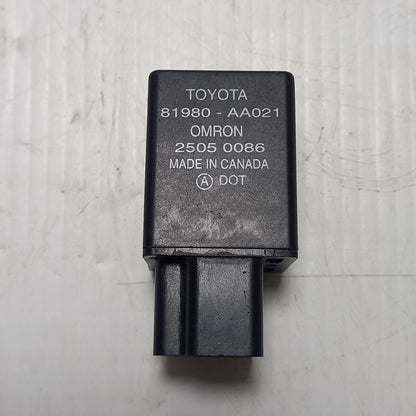 TOYOTA
81980 - AA021
OMRON
2505 0086
MADE IN CANADA
Ⓐ DOT